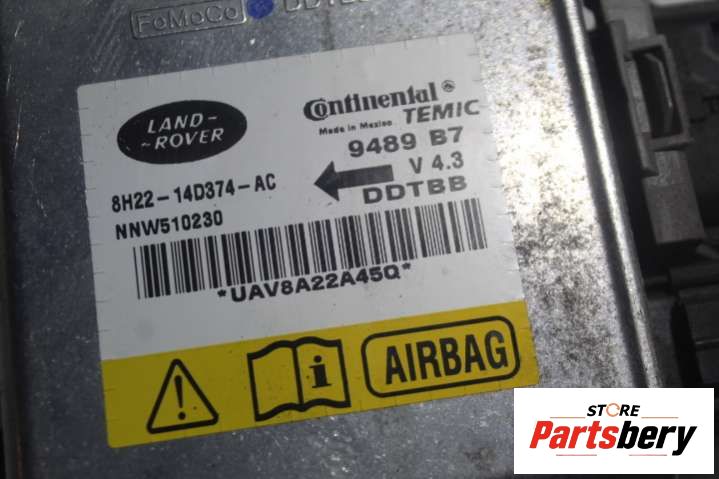 FoMoCo
LAND-
-ROVER
Continental®
TEMIC
Made in Mexico
9489 B7
V 4.3
DDTBB
8H22-14D374-AC
NNW510230
*UAV8A22A45Q*
i
AIRBAG
STORE
Partsbery